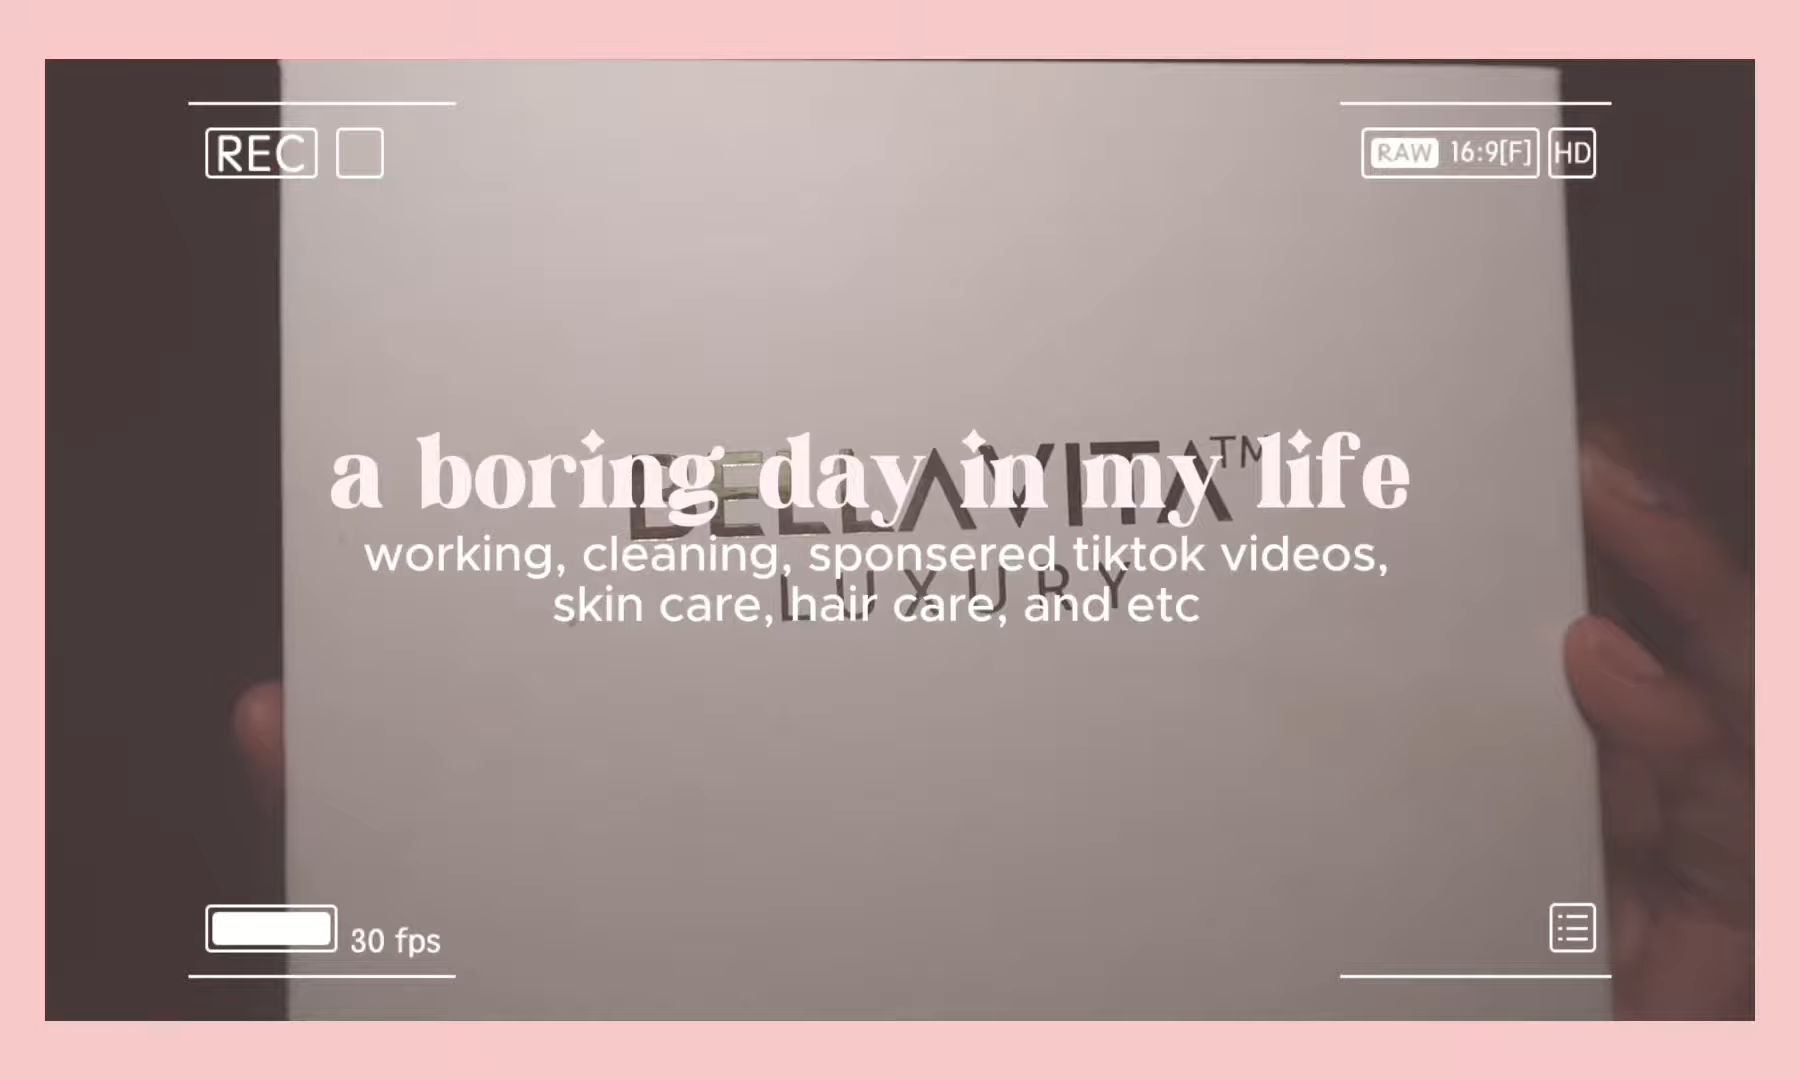 REC
RAW 16:9[F] HD
a boring day in my life
BELLAVITA™
working, cleaning, sponsered tiktok videos,
LUXURY
skin care, hair care, and etc
30 fps